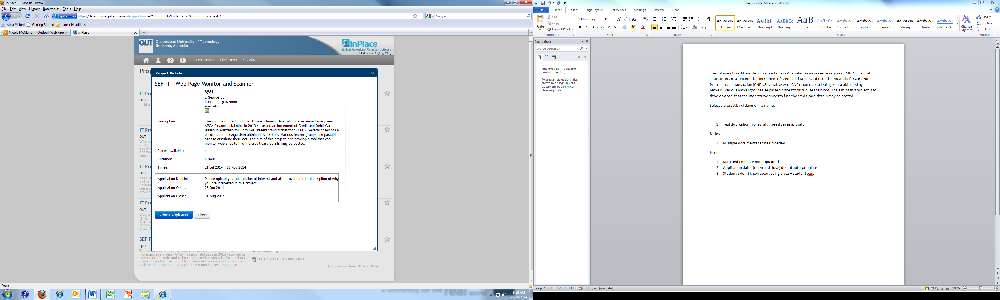 InPlace - - Mozilla Firefox
File Edit View History Bookmarks Tools Help
qut.edu.au https://dev-inplace.qut.edu.au/uat/Opportunities/OpportunityStudent.mvc?OpportunityTypeId=1
Google
Most Visited Getting Started Latest Headlines
Nicole McMahon - Outlook Web App
InPlace -
QUT
Queensland University of Technology
Brisbane, Australia
InPlace
Student Professional Placement Software
ITstudent1 [ Log Off ]
Opportunities Placement Shortlist
Proj
Project Details
SEF IT - Web Page Monitor and Scanner
QUT
2 George St
Brisbane, QLD, 4000
Australia
Description: The volume of credit and debit transactions in Australia has increased every year.
APCA Financial statistics in 2013 recorded an increment of Credit and Debit Card
issued in Australia for Card Not Present fraud transaction (CNP). Several cases of CNP
occur due to leakage data obtained by hackers. Various hacker groups use pastebin
sites to distribute their loot. The aim of this project is to develop a tool that can
monitor web sites to find the credit card details may be posted.
Places available: 4
Duration: 0 Hour
Times: 21 Jul 2014 - 13 Nov 2014
Application Details: Please upload your expression of interest and also provide a brief description of why
you are interested in this project.
Application Open: 23 Jun 2014
Application Close: 31 Aug 2014
Submit Application Close
IT Pro
QUT
build a
IT Pro
QUT
When s
graphic
about w
enacted
suscept
IT Pro
QUT
Much o
by the
institute
commu
govern
IT Pro
QUT
Woolwo
QLD), h
Chair o
Woolwo
Under t
SEF IT
QUT
The vo
increased every year. APCA Financial statistics in 2013 recorded an
increment of Credit and Debit Card issued in Australia for Card Not
Present fraud transaction (CNP). Several cases of CNP occur due to
leakage data obtained by hackers. Various hacker groups use
21 Jul 2014 - 13 Nov 2014
Applications close: 31 Aug 2014
Done
a university for the real world
9:18 AM
25/06/2014
test.docx - Microsoft Word
File Home Insert Page Layout References Mailings Review View
Paste
Cut
Copy
Format Painter
Clipboard
Calibri (Body) 11
Font
Paragraph
AaBbCcDc AaBbCcDc AaBbC AaBbCc AaB AaBbCc. AaBbCcDc AaBbCcDc AaBbCcDc AaBbCcDc AaBbCcDc AaBbCcDc
¶ Normal ¶ No Spaci... Heading 1 Heading 2 Title Subtitle Subtle Em... Emphasis Intense E... Strong Quote Intense Q...
Change
Styles
Styles
Find
Replace
Select
Editing
Navigation
Search Document
This document does not
contain headings.
To create navigation tabs,
create headings in your
document by applying
Heading Styles.
The volume of credit and debit transactions in Australia has increased every year. APCA Financial
statistics in 2013 recorded an increment of Credit and Debit Card issued in Australia for Card Not
Present fraud transaction (CNP). Several cases of CNP occur due to leakage data obtained by
hackers. Various hacker groups use pastebin sites to distribute their loot. The aim of this project is to
develop a tool that can monitor web sites to find the credit card details may be posted.
Select a project by clicking on its name.
1. Test duplication from draft – see if saves as draft
Notes
1. Multiple documents can be uploaded
Issues
1. Start and End date not populated
2. Application dates (open and close) do not auto-populate
3. Student's don't know about being place – student pers
Page: 1 of 1 Words: 133 English (Australia)
100%